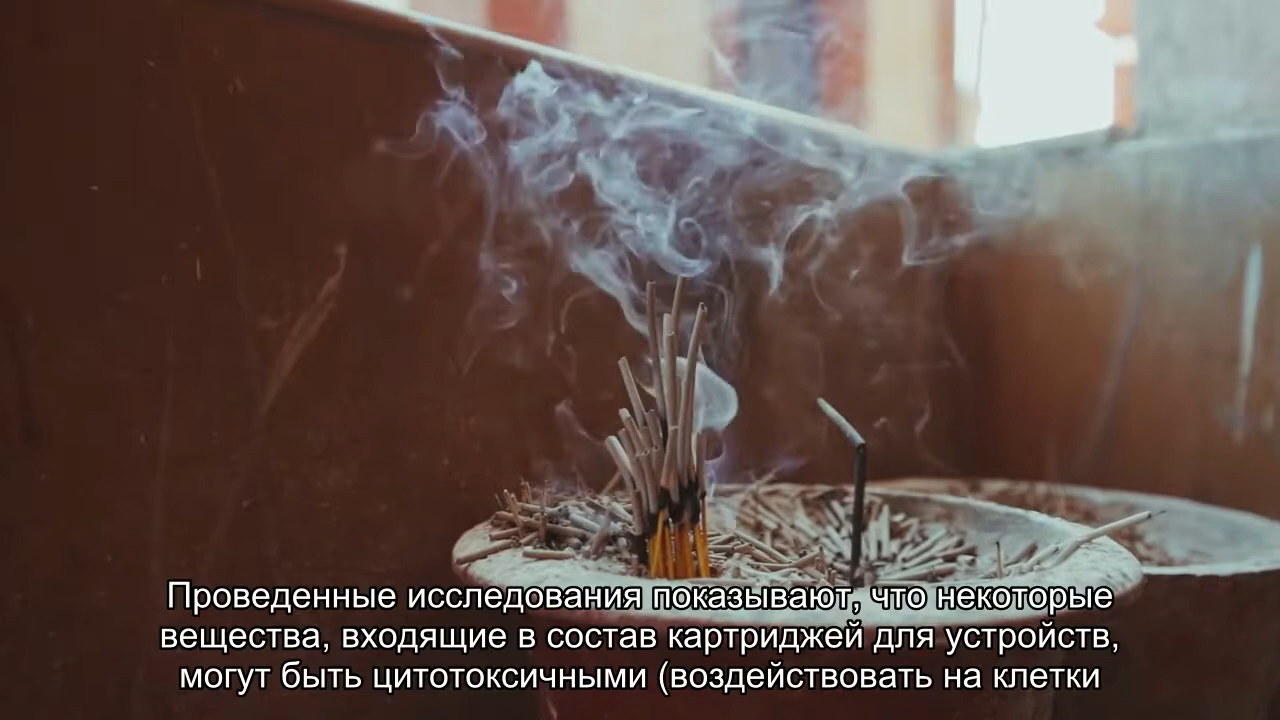 Проведенные исследования показывают, что некоторые
вещества, входящие в состав картриджей для устройств,
могут быть цитотоксичными (воздействовать на клетки